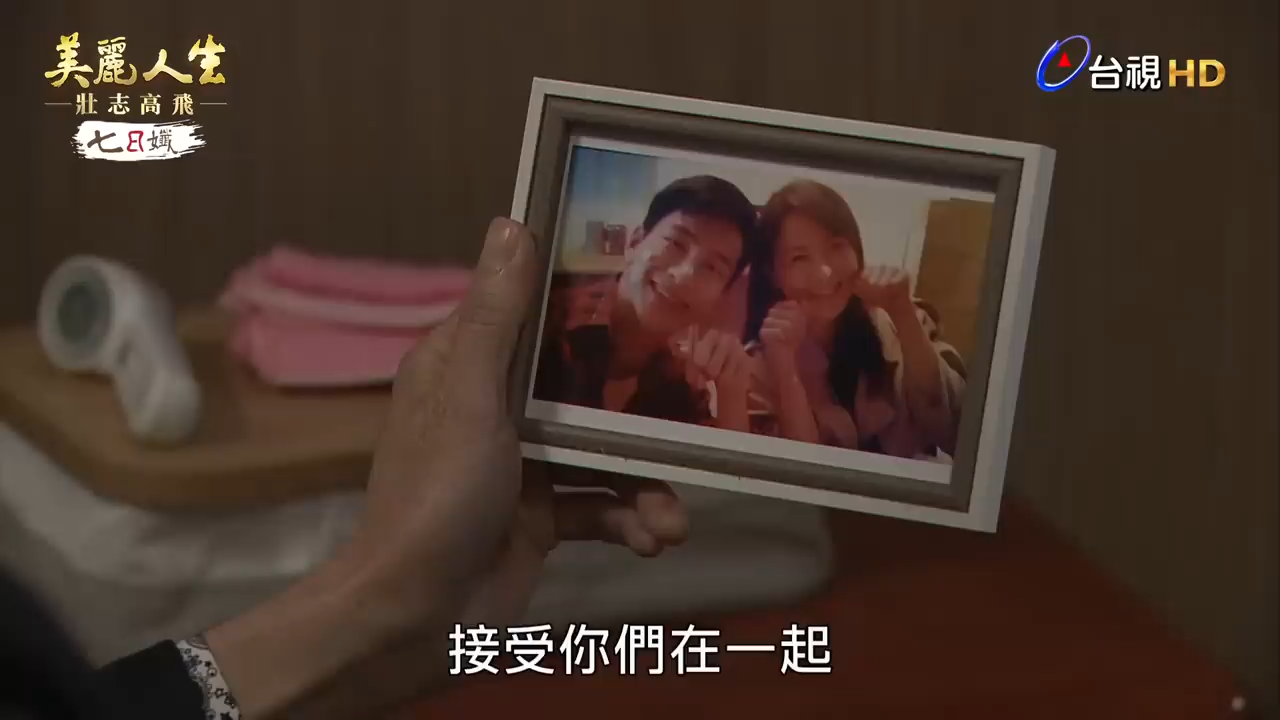 美麗人生
壯志高飛
七日孅
台視HD
接受你們在一起